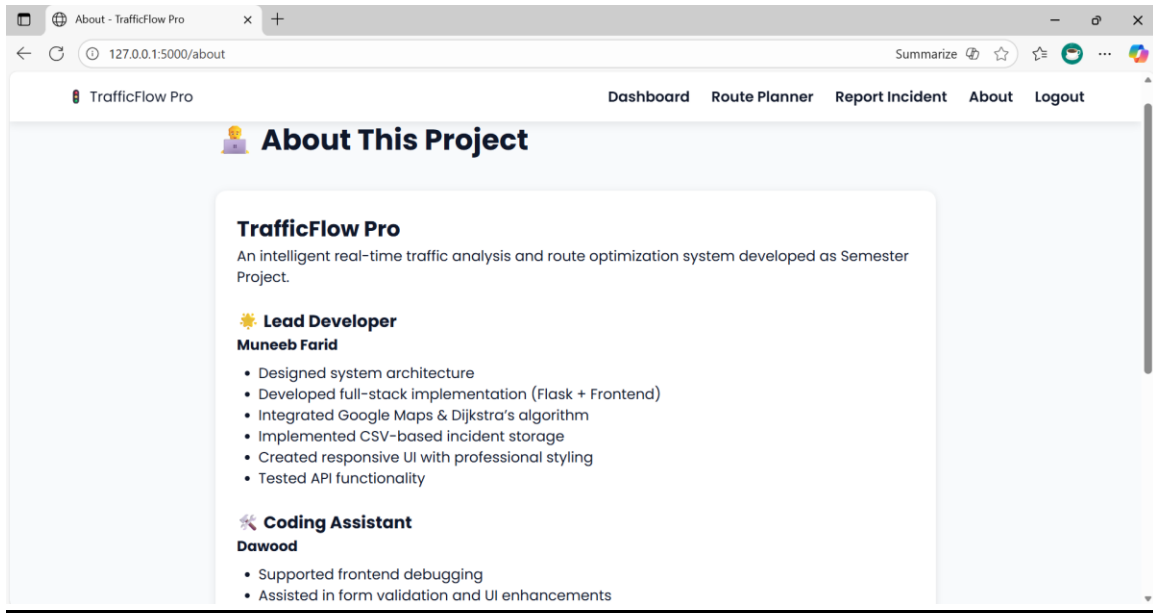 About - TrafficFlow Pro
127.0.0.1:5000/about
Summarize
TrafficFlow Pro
Dashboard Route Planner Report Incident About Logout
About This Project
TrafficFlow Pro
An intelligent real-time traffic analysis and route optimization system developed as Semester
Project.
Lead Developer
Muneeb Farid
• Designed system architecture
• Developed full-stack implementation (Flask + Frontend)
• Integrated Google Maps & Dijkstra’s algorithm
• Implemented CSV-based incident storage
• Created responsive UI with professional styling
• Tested API functionality
Coding Assistant
Dawood
• Supported frontend debugging
• Assisted in form validation and UI enhancements